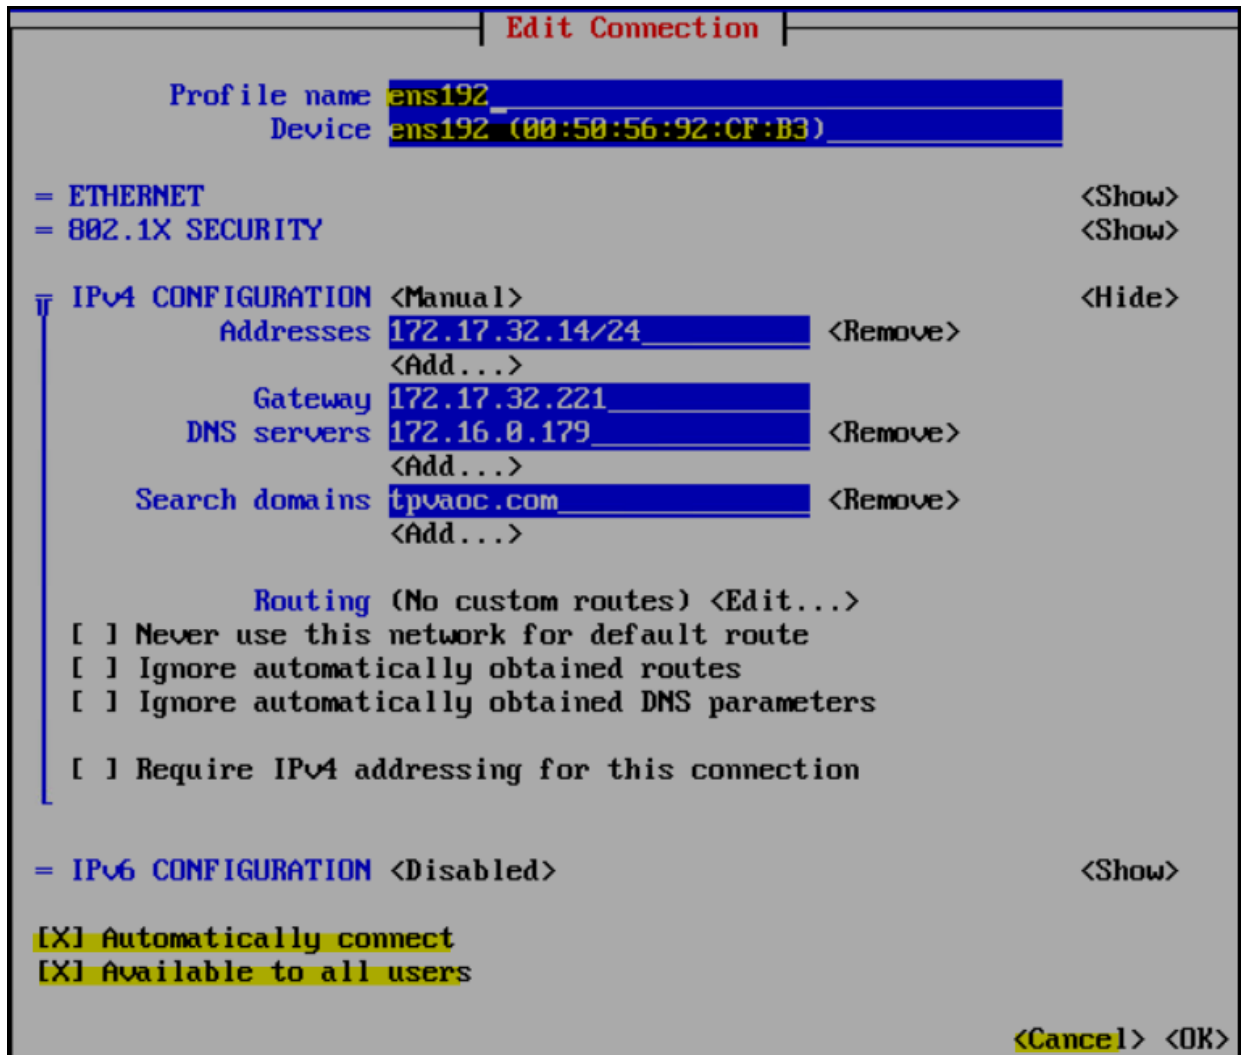 Edit Connection
Profile name ens192
Device ens192 (00:50:56:92:CF:B3)
= ETHERNET <Show>
= 802.1X SECURITY <Show>
IPv4 CONFIGURATION <Manual> <Hide>
Addresses 172.17.32.14/24 <Remove>
<Add...>
Gateway 172.17.32.221
DNS servers 172.16.0.179 <Remove>
<Add...>
Search domains tpvaoc.com <Remove>
<Add...>
Routing (No custom routes) <Edit...>
[ ] Never use this network for default route
[ ] Ignore automatically obtained routes
[ ] Ignore automatically obtained DNS parameters
[ ] Require IPv4 addressing for this connection
= IPv6 CONFIGURATION <Disabled> <Show>
[X] Automatically connect
[X] Available to all users
<Cancel> <OK>